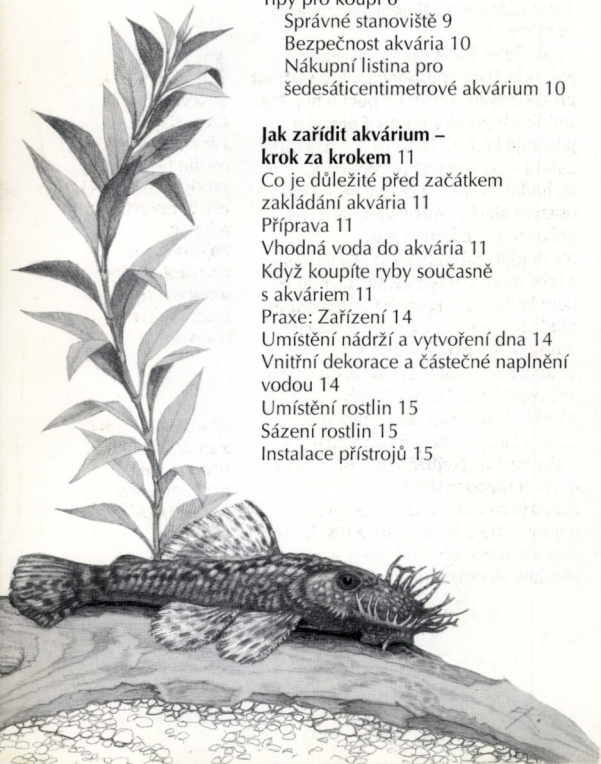 Tipy pro koupi 8
Správné stanoviště 9
Bezpečnost akvária 10
Nákupní listina pro
šedesáticentimetrové akvárium 10
Jak zařídit akvárium –
krok za krokem 11
Co je důležité před začátkem
zakládání akvária 11
Příprava 11
Vhodná voda do akvária 11
Když koupíte ryby současně
s akváriem 11
Praxe: Zařízení 14
Umístění nádrží a vytvoření dna 14
Vnitřní dekorace a částečné naplnění
vodou 14
Umístění rostlin 15
Sázení rostlin 15
Instalace přístrojů 15